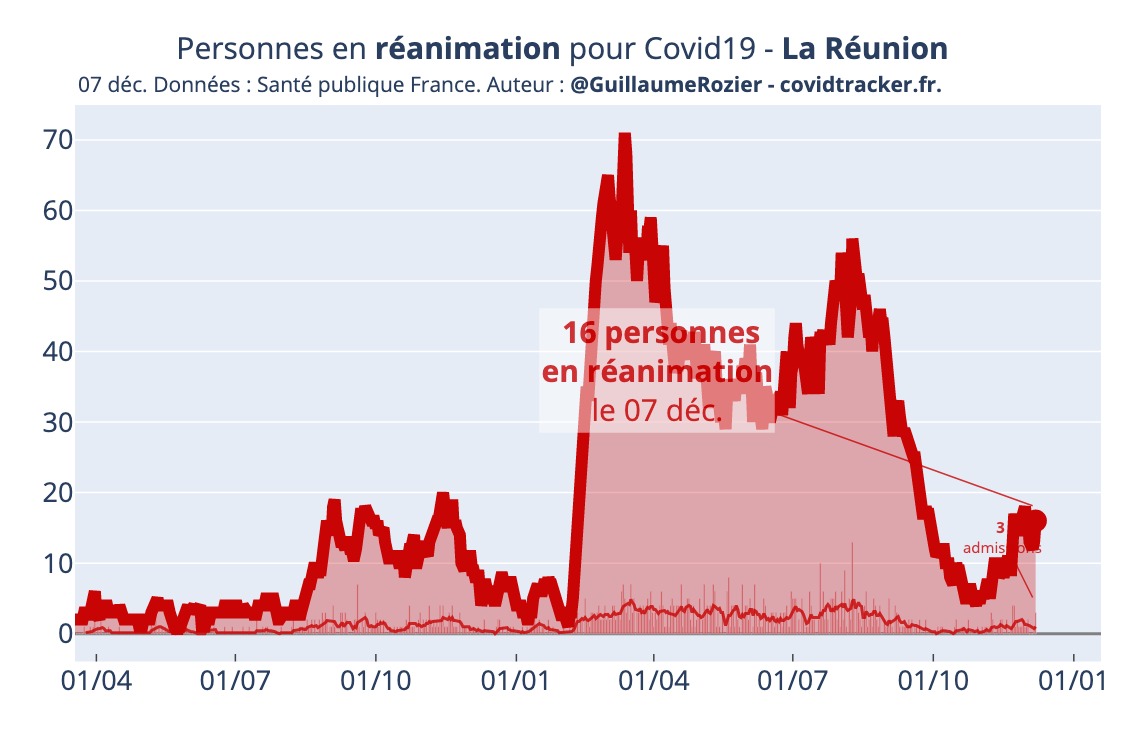 Personnes en réanimation pour Covid19 - La Réunion
07 déc. Données : Santé publique France. Auteur : @GuillaumeRozier - covidtracker.fr.
70
60
50
40
30
20
10
0
16 personnes
en réanimation
le 07 déc.
3
admissions
01/04
01/07
01/10
01/01
01/04
01/07
01/10
01/01